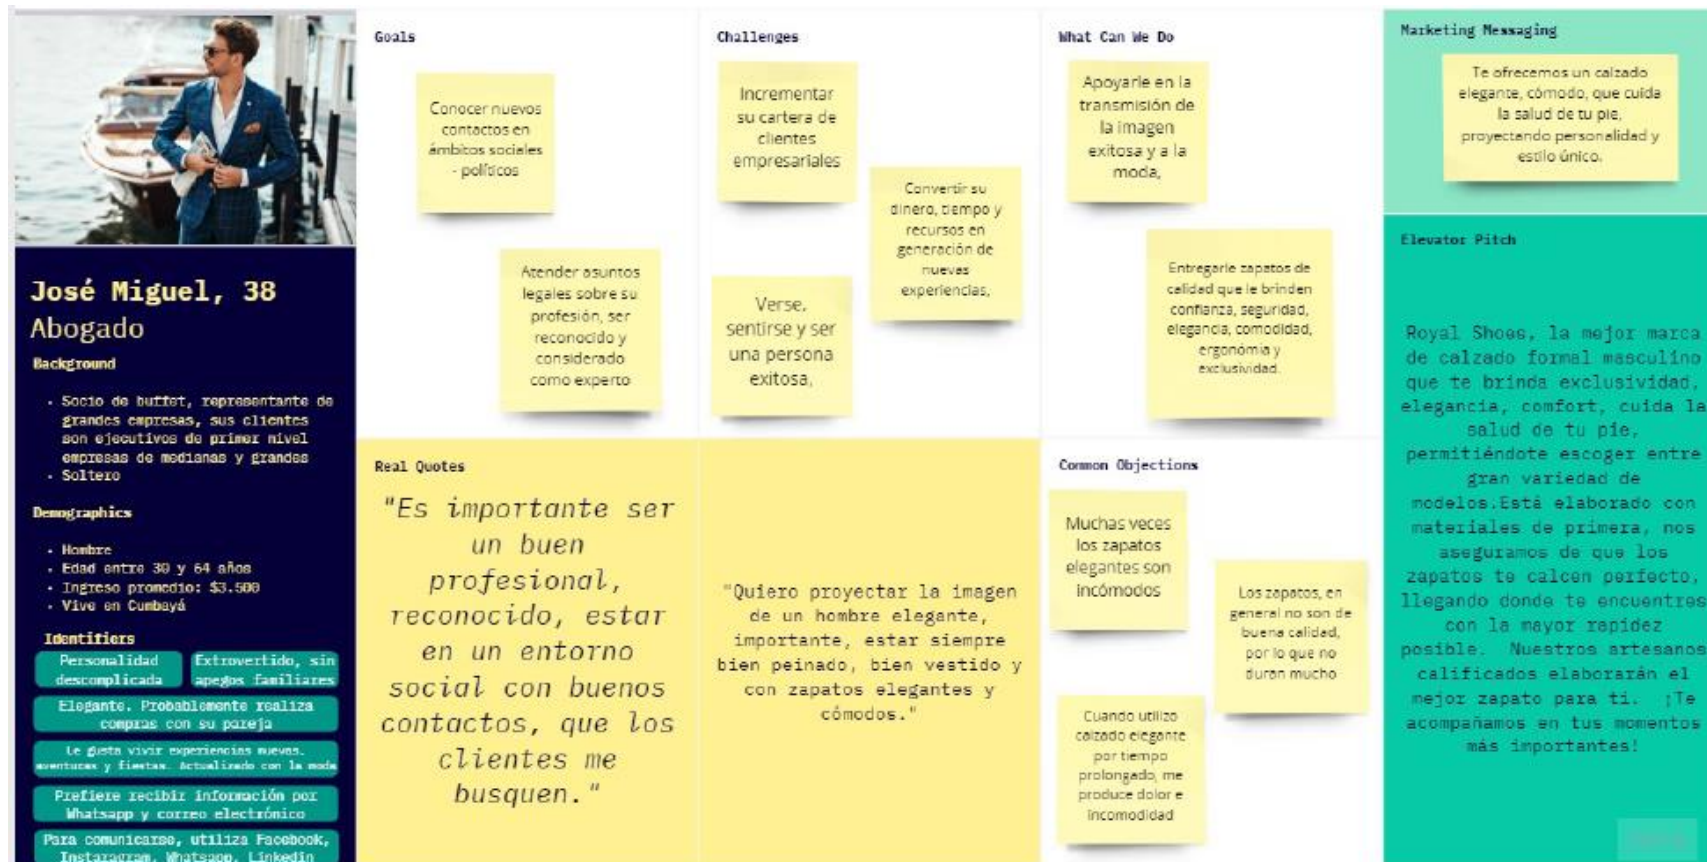 José Miguel, 38
Abogado
Background
• Socio de buffet, representante de
grandes empresas, sus clientes
son ejecutivos de primer nivel
empresas de medianas y grandes
• Soltero
Demographics
• Hombre
• Edad entre 30 y 64 años
• Ingreso promedio: $3.500
• Vive en Cumbayá
Identifiers
Personalidad
descomplicada
Extrovertido, sin
apegos familiares
Elegante. Probablemente realiza
compras con su pareja
Le gusta vivir experiencias nuevas.
aventuras y fiestas. Actualizado con la moda
Prefiere recibir información por
Whatsapp y correo electrónico
Para comunicarse, utiliza Facebook,
Instaragram, Whatsapp, Linkedin
Goals
Conocer nuevos
contactos en
ámbitos sociales
- políticos
Atender asuntos
legales sobre su
profesión, ser
reconocido y
considerado
como experto
Challenges
Incrementar
su cartera de
clientes
empresariales
Convertir su
dinero, tiempo y
recursos en
generación de
nuevas
experiencias,
Verse,
sentirse y ser
una persona
exitosa,
What Can We Do
Apoyarle en la
transmisión de
la imagen
exitosa y a la
moda,
Entregarle zapatos de
calidad que le brinden
confianza, seguridad,
elegancia, comodidad,
ergonómia y
exclusividad.
Marketing Messaging
Te ofrecemos un calzado
elegante, cómodo, que cuida
la salud de tu pie,
proyectando personalidad y
estilo único.
Elevator Pitch
Royal Shoes, la mejor marca
de calzado formal masculino
que te brinda exclusividad,
elegancia, comfort, cuida la
salud de tu pie,
permitiéndote escoger entre
gran variedad de
modelos.Está elaborado con
materiales de primera, nos
aseguramos de que los
zapatos te calcen perfecto,
llegando donde te encuentres
con la mayor rapidez
posible. Nuestros artesanos
calificados elaborarán el
mejor zapato para ti. ¡Te
acompañamos en tus momentos
más importantes!
Real Quotes
"Es importante ser
un buen
profesional,
reconocido, estar
en un entorno
social con buenos
contactos, que los
clientes me
busquen."
"Quiero proyectar la imagen
de un hombre elegante,
importante, estar siempre
bien peinado, bien vestido y
con zapatos elegantes y
cómodos."
Common Objections
Muchas veces
los zapatos
elegantes son
incómodos
Los zapatos, en
general no son de
buena calidad,
por lo que no
duran mucho
Cuando utilizo
calzado elegante
por tiempo
prolongado, me
produce dolor e
incomodidad